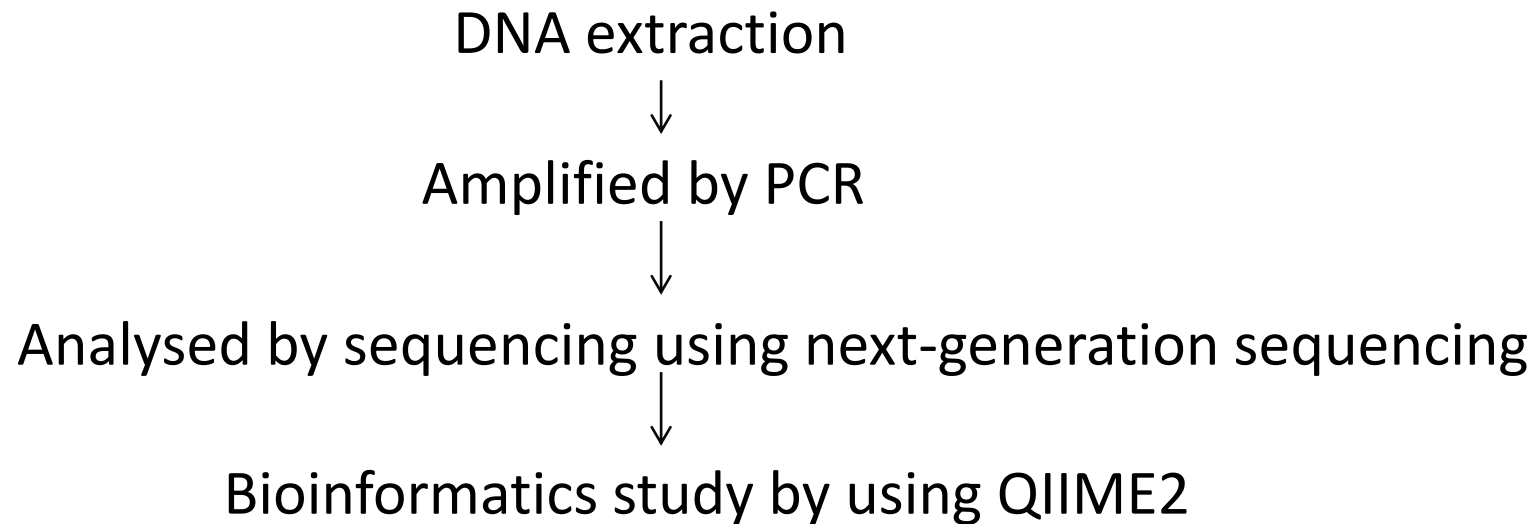 DNA extraction
Amplified by PCR
Analysed by sequencing using next-generation sequencing
Bioinformatics study by using QIIME2